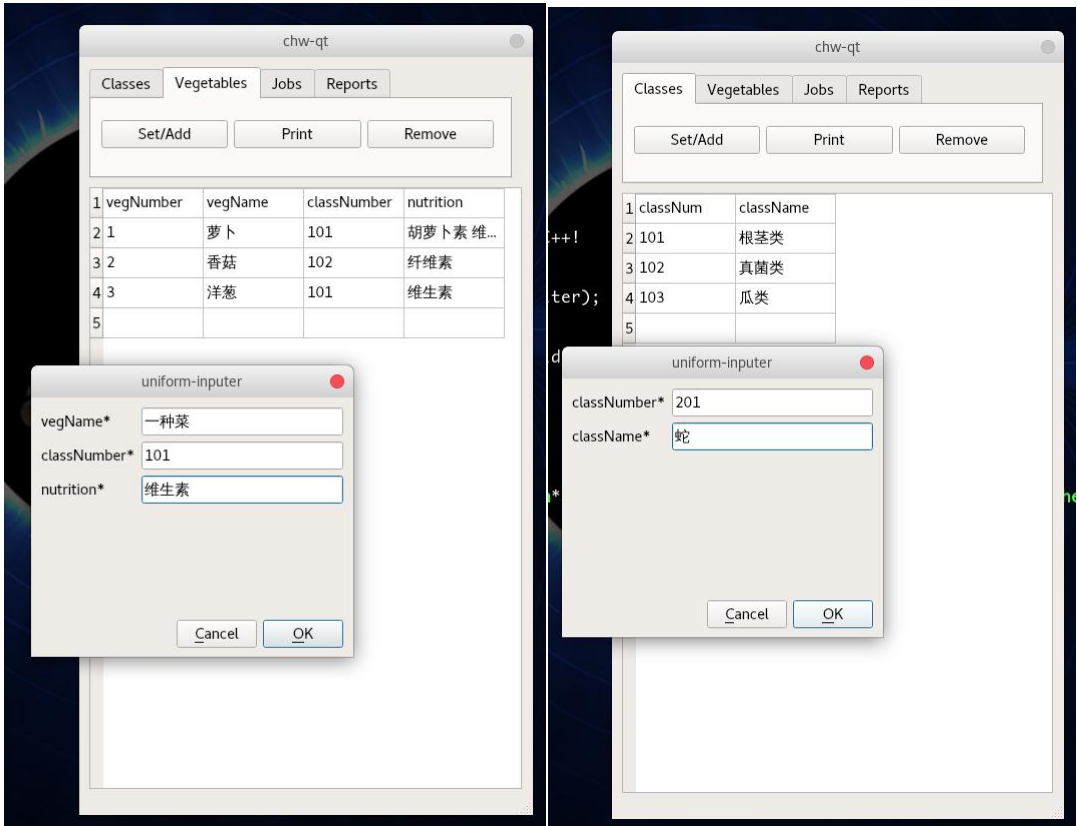 chw-qt
Classes Vegetables Jobs Reports
Set/Add Print Remove
1 vegNumber vegName classNumber nutrition
2 1 萝卜 101 胡萝卜素 维...
3 2 香菇 102 纤维素
4 3 洋葱 101 维生素
5
uniform-inputer
vegName* 一种菜
classNumber* 101
nutrition* 维生素
Cancel OK
chw-qt
Classes Vegetables Jobs Reports
Set/Add Print Remove
1 classNum className
2 101 根茎类
3 102 真菌类
4 103 瓜类
5
C++!
ter);
uniform-inputer
classNumber* 201
className* 蛇
Cancel OK